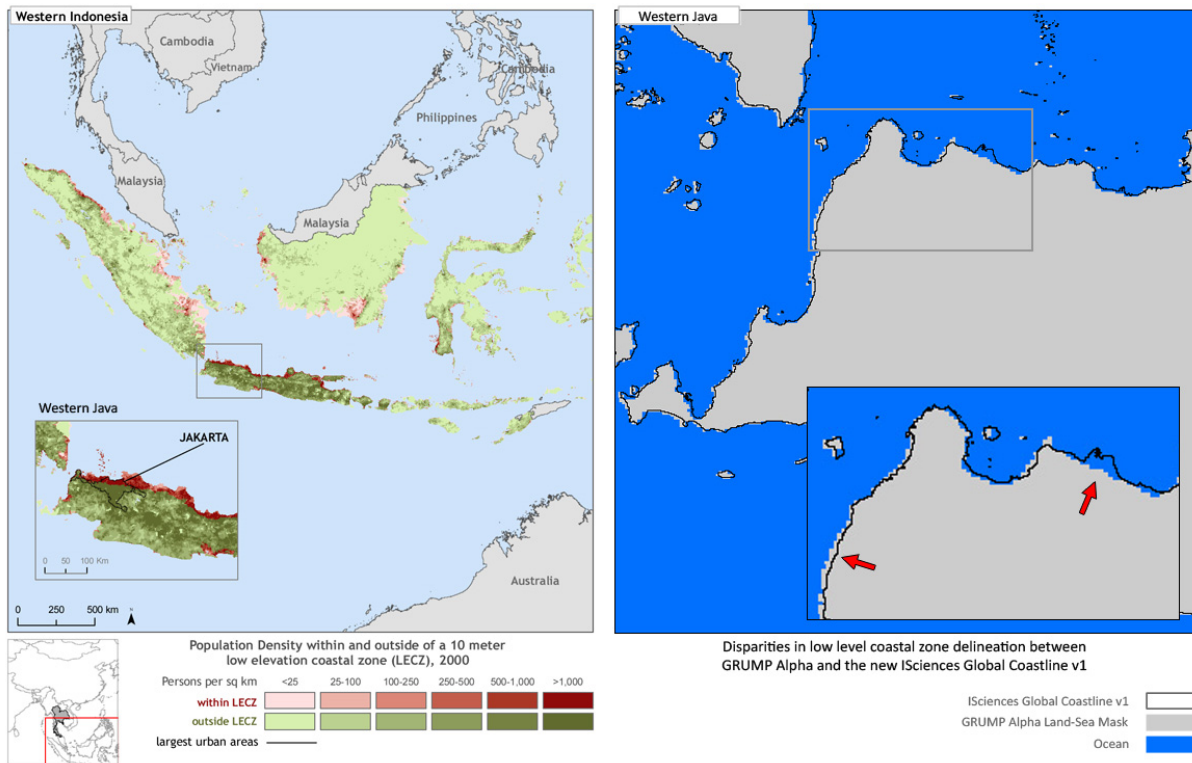 Western Indonesia
Cambodia
Vietnam
Cambodia
Philippines
Malaysia
Malaysia
Western Java
JAKARTA
0 50 100 Km
Australia
0 250 500 km
N
Population Density within and outside of a 10 meter
low elevation coastal zone (LECZ), 2000
Persons per sq km <25 25-100 100-250 250-500 500-1,000 >1,000
within LECZ
outside LECZ
largest urban areas
Western Java
Disparities in low level coastal zone delineation between
GRUMP Alpha and the new ISciences Global Coastline v1
ISciences Global Coastline v1
GRUMP Alpha Land-Sea Mask
Ocean